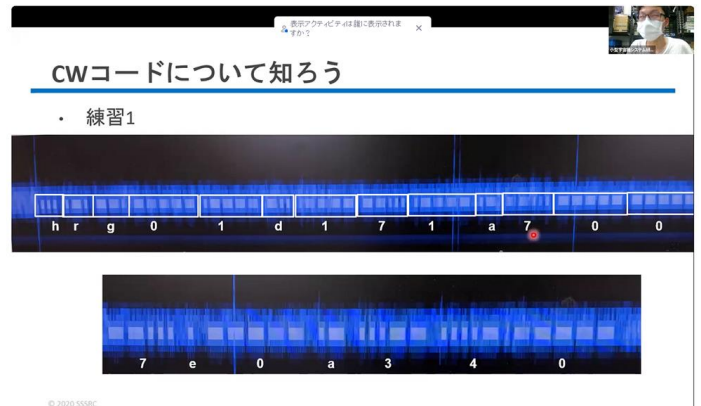 表示アクティビティは誰に表示されま
すか?
CWコードについて知ろう
• 練習1
h r g 0 1 d 1 7 1 a 7 0 0
7 e 0 a 3 4 0
© 2020 SSSRC